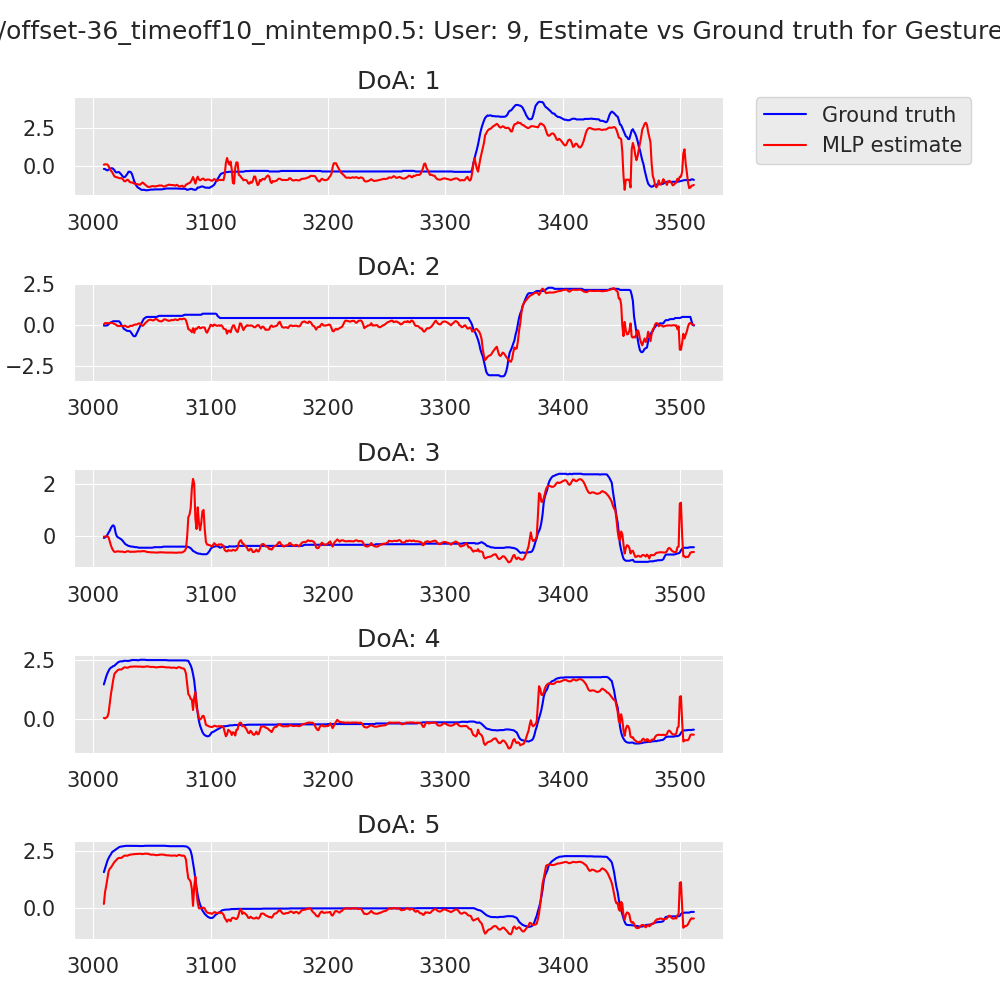 /offset-36_timeoff10_mintemp0.5: User: 9, Estimate vs Ground truth for Gesture
DoA: 1
Ground truth
MLP estimate
2.5
0.0
3000 3100 3200 3300 3400 3500
DoA: 2
2.5
0.0
−2.5
3000 3100 3200 3300 3400 3500
DoA: 3
2
0
3000 3100 3200 3300 3400 3500
DoA: 4
2.5
0.0
3000 3100 3200 3300 3400 3500
DoA: 5
2.5
0.0
3000 3100 3200 3300 3400 3500